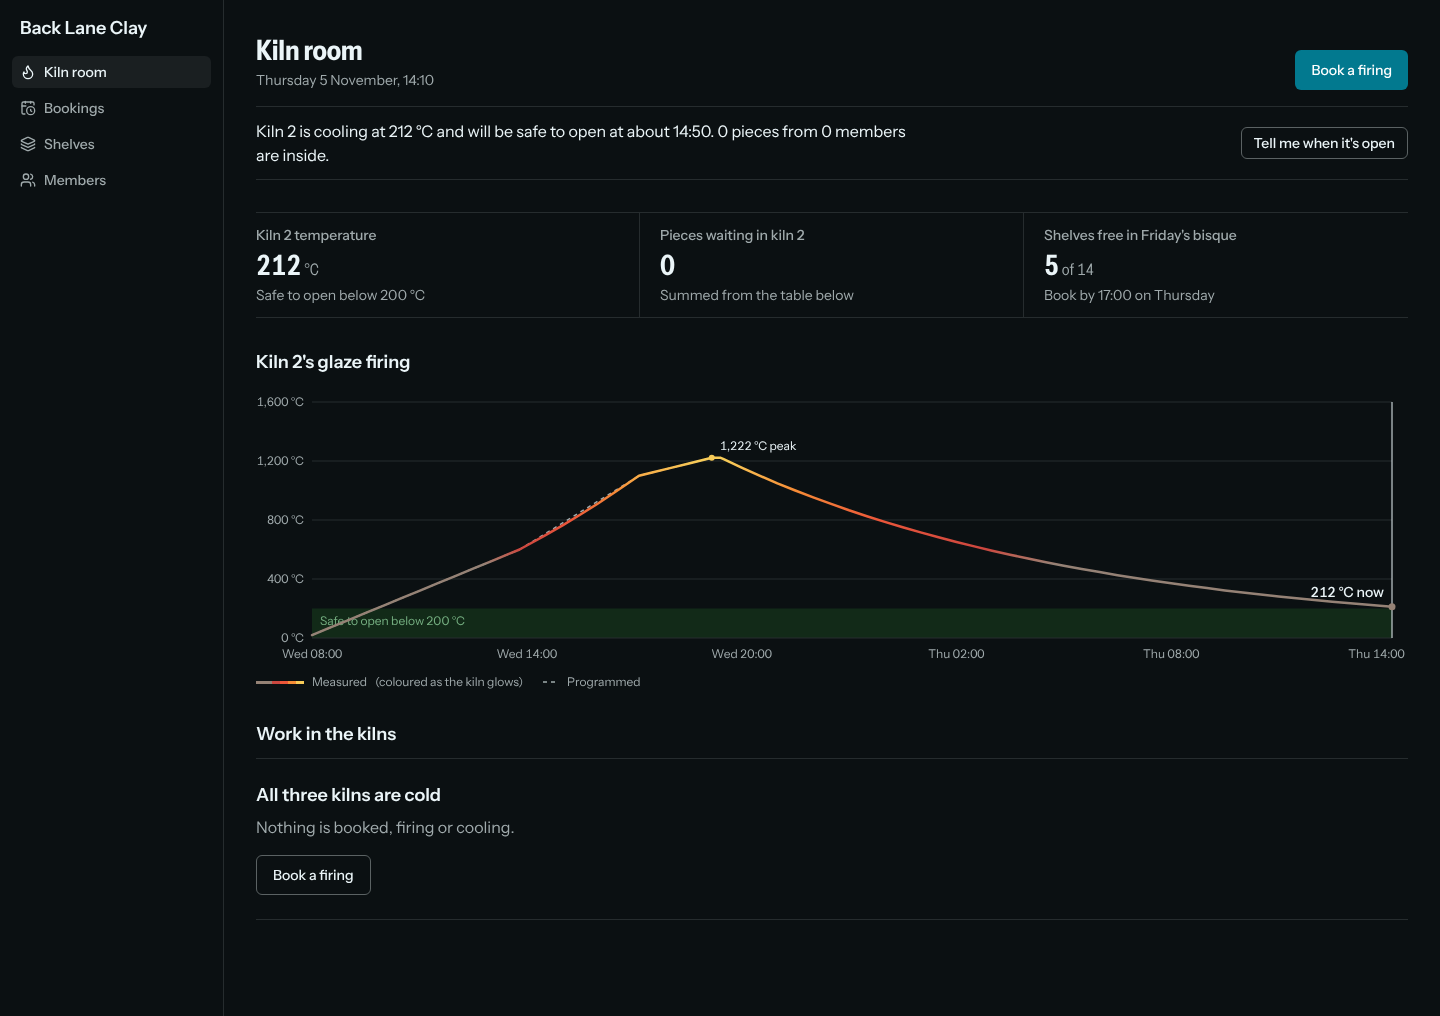 Back Lane Clay
Kiln room
Bookings
Shelves
Members
Kiln room
Thursday 5 November, 14:10
Book a firing
Kiln 2 is cooling at 212 °C and will be safe to open at about 14:50. 0 pieces from 0 members
are inside.
Tell me when it's open
Kiln 2 temperature
212 °C
Safe to open below 200 °C
Pieces waiting in kiln 2
0
Summed from the table below
Shelves free in Friday's bisque
5 of 14
Book by 17:00 on Thursday
Kiln 2's glaze firing
1,600 °C
1,200 °C
800 °C
400 °C
0 °C
1,222 °C peak
212 °C now
Safe to open below 200 °C
Wed 08:00
Wed 14:00
Wed 20:00
Thu 02:00
Thu 08:00
Thu 14:00
Measured (coloured as the kiln glows)
Programmed
Work in the kilns
All three kilns are cold
Nothing is booked, firing or cooling.
Book a firing